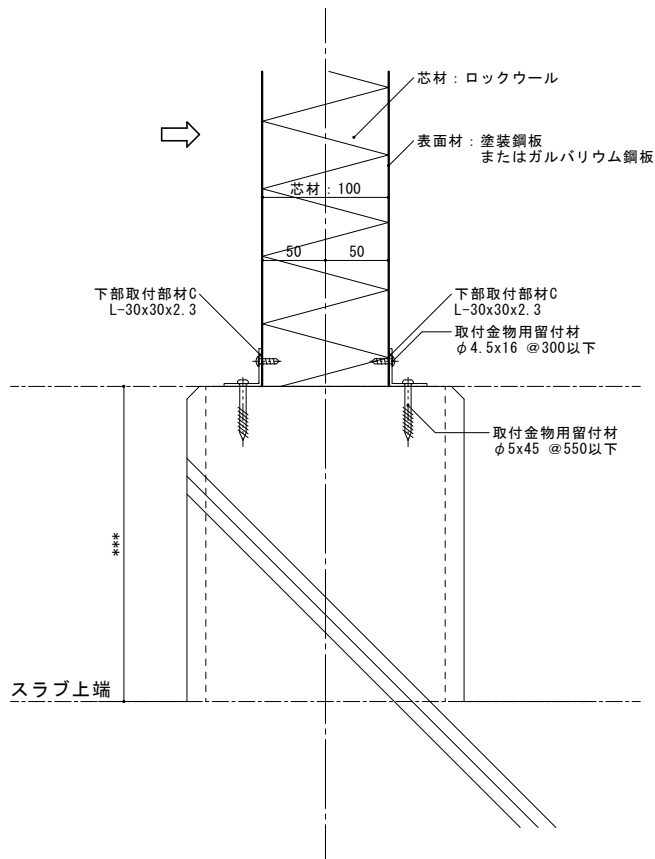 芯材：ロックウール
表面材：塗装鋼板
またはガルバリウム鋼板
芯材：100
50
50
下部取付部材C
L-30x30x2.3
下部取付部材C
L-30x30x2.3
取付金物用留付材
φ4.5x16 @300以下
取付金物用留付材
φ5x45 @550以下
***
スラブ上端